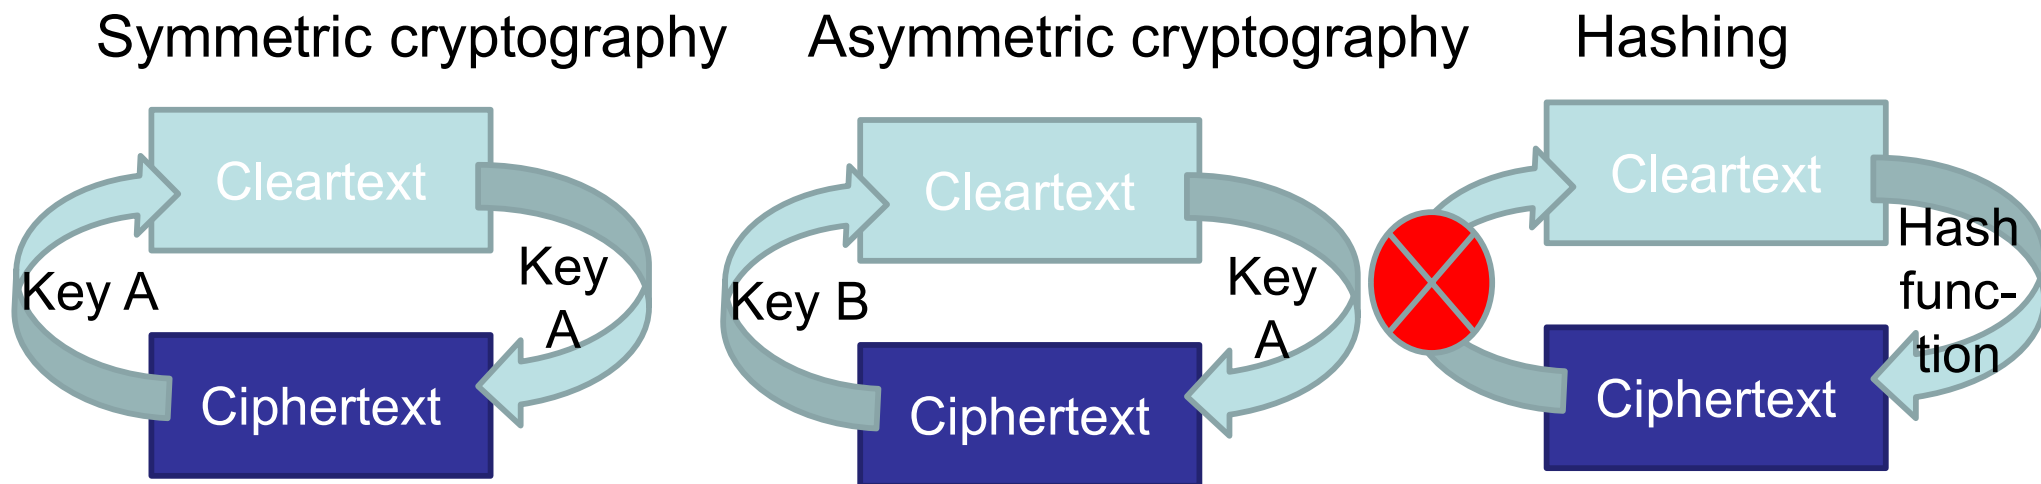 Symmetric cryptography
Cleartext
Key A
Key
A
Ciphertext
Asymmetric cryptography
Cleartext
Key B
Key
A
Ciphertext
Hashing
Cleartext
Hash
func-
tion
Ciphertext